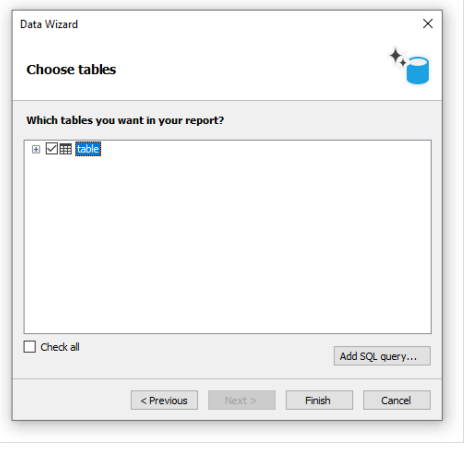 Data Wizard
Choose tables
Which tables you want in your report?
table
Check all
Add SQL query...
< Previous
Next >
Finish
Cancel